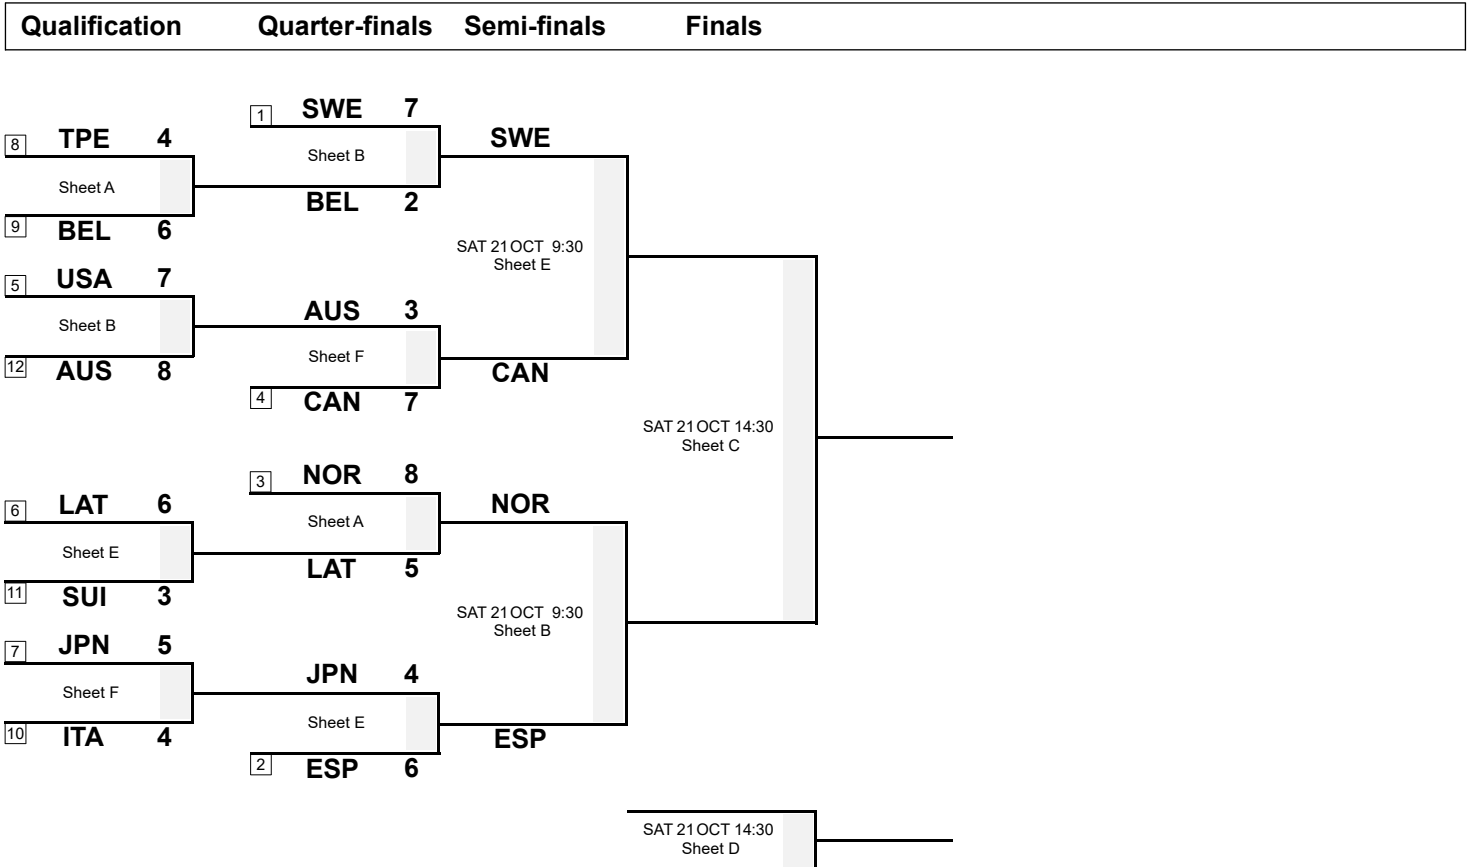 Qualification Quarter-finals Semi-finals Finals
1 SWE 7
8 TPE 4
SWE
Sheet B
Sheet A
BEL 2
9 BEL 6
SAT 21 OCT 9:30
Sheet E
5 USA 7
AUS 3
Sheet B
Sheet F
12 AUS 8
CAN
4 CAN 7
SAT 21 OCT 14:30
Sheet C
3 NOR 8
6 LAT 6
NOR
Sheet A
Sheet E
LAT 5
11 SUI 3
SAT 21 OCT 9:30
Sheet B
7 JPN 5
JPN 4
Sheet F
Sheet E
10 ITA 4
ESP
2 ESP 6
SAT 21 OCT 14:30
Sheet D